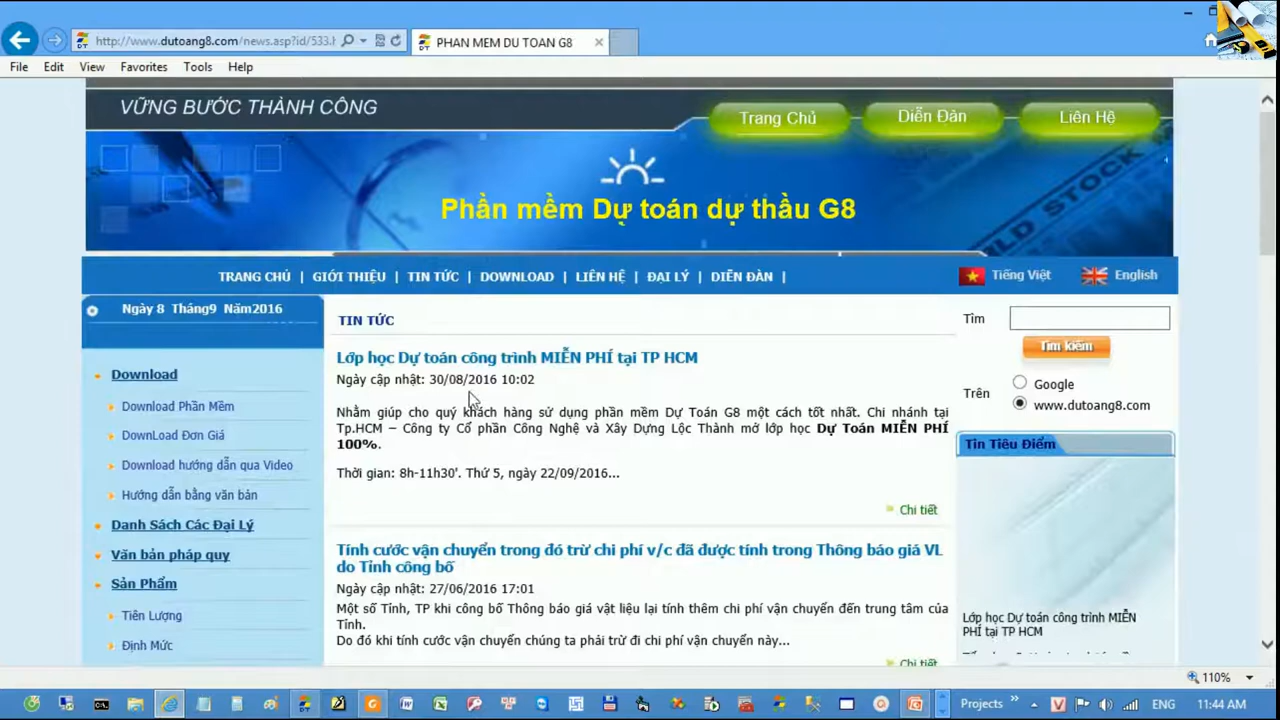 http://www.dutoang8.com/news.asp?id/533.h
PHAN MEM DU TOAN G8
File Edit View Favorites Tools Help
VỮNG BƯỚC THÀNH CÔNG
Trang Chủ Diễn Đàn Liên Hệ
STOCK
Phần mềm Dự toán dự thầu G8
TRANG CHỦ | GIỚI THIỆU | TIN TỨC | DOWNLOAD | LIÊN HỆ | ĐẠI LÝ | DIỄN ĐÀN |
Tiếng Việt English
Ngày 8 Tháng9 Năm2016
Download
Download Phần Mềm
DownLoad Đơn Giá
Download hướng dẫn qua Video
Hướng dẫn bằng văn bản
Danh Sách Các Đại Lý
Văn bản pháp quy
Sản Phẩm
Tiên Lượng
Định Mức
TIN TỨC
Lớp học Dự toán công trình MIỄN PHÍ tại TP HCM
Ngày cập nhật: 30/08/2016 10:02
Nhằm giúp cho quý khách hàng sử dụng phần mềm Dự Toán G8 một cách tốt nhất. Chi nhánh tại
Tp.HCM – Công ty Cổ phần Công Nghệ và Xây Dựng Lộc Thành mở lớp học Dự Toán MIỄN PHÍ
100%.
Thời gian: 8h-11h30'. Thứ 5, ngày 22/09/2016...
Chi tiết
Tính cước vận chuyển trong đó trừ chi phí v/c đã được tính trong Thông báo giá VL
do Tỉnh công bố
Ngày cập nhật: 27/06/2016 17:01
Một số Tỉnh, TP khi công bố Thông báo giá vật liệu lại tính thêm chi phí vận chuyển đến trung tâm của
Tỉnh.
Do đó khi tính cước vận chuyển chúng ta phải trừ đi chi phí vận chuyển này...
Chi tiết
Tìm
Tìm kiếm
Trên
Google
www.dutoang8.com
Tin Tiêu Điểm
Lớp học Dự toán công trình MIỄN
PHÍ tại TP HCM
110%
Projects
ENG
11:44 AM